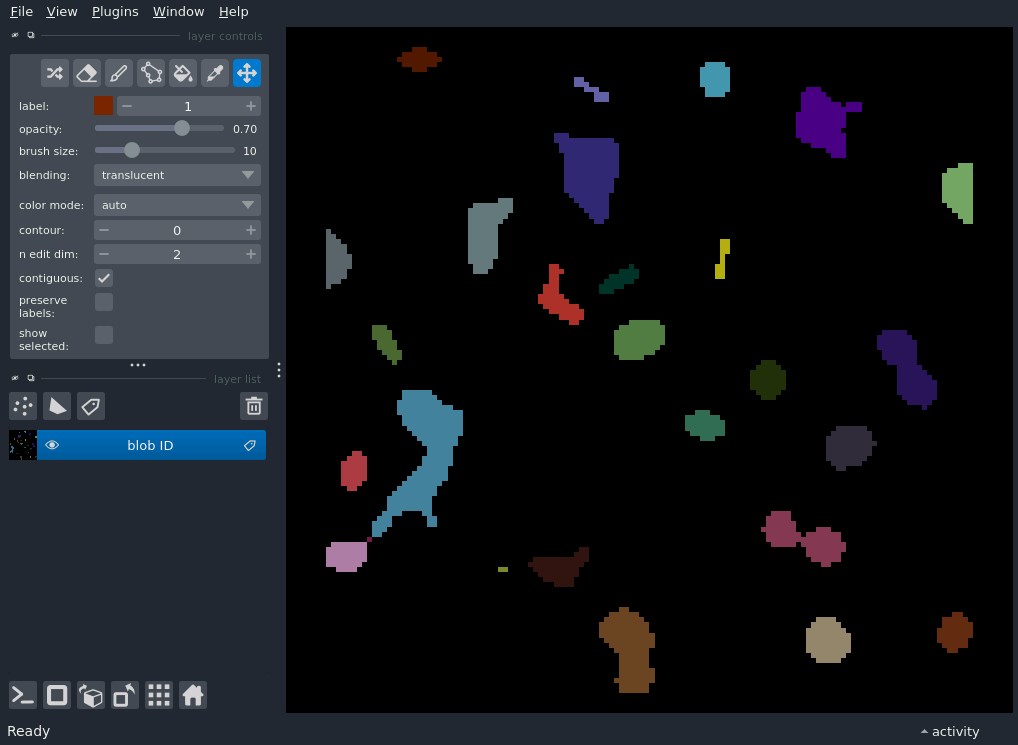 File View Plugins Window Help
layer controls
label: 1
opacity: 0.70
brush size: 10
blending: translucent
color mode: auto
contour: 0
n edit dim: 2
contiguous:
preserve
labels:
show
selected:
layer list
blob ID
Ready
activity